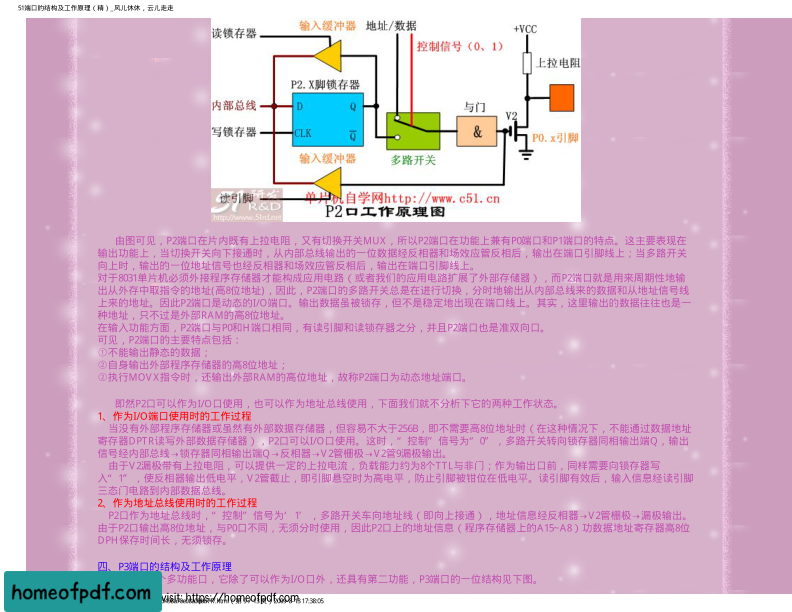 51端口的结构及工作原理（精）_风儿休休，云儿走走
读锁存器
输入缓冲器
地址/数据
+VCC
控制信号（0、1）
上拉电阻
P2.X脚锁存器
内部总线
D
Q
与门
V2
写锁存器
CLK
Q
&
P0.x引脚
输入缓冲器
多路开关
读引脚
单片机自学网http://www.c51.cn
P2口工作原理图
由图可见，P2端口在片内既有上拉电阻，又有切换开关MUX，所以P2端口在功能上兼有P0端口和P1端口的特点。这主要表现在
输出功能上，当切换开关向下接通时，从内部总线输出的一位数据经反相器和场效应管反相后，输出在端口引脚线上；当多路开关
向上时，输出的一位地址信号也经反相器和场效应管反相后，输出在端口引脚线上。
对于8031单片机必须外接程序存储器才能构成应用电路（或者我们的应用电路扩展了外部存储器），而P2端口就是用来周期性地输
出从外存中取指令的地址(高8位地址)，因此，P2端口的多路开关总是在进行切换，分时地输出从内部总线来的数据和从地址信号线
上来的地址。因此P2端口是动态的I/O端口。输出数据虽被锁存，但不是稳定地出现在端口线上。其实，这里输出的数据往往也是一
种地址，只不过是外部RAM的高8位地址。
在输入功能方面，P2端口与P0和H端口相同，有读引脚和读锁存器之分，并且P2端口也是准双向口。
可见，P2端口的主要特点包括：
①不能输出静态的数据；
②自身输出外部程序存储器的高8位地址；
③执行MOVX指令时，还输出外部RAM的高位地址，故称P2端口为动态地址端口。
即然P2口可以作为I/O口使用，也可以作为地址总线使用，下面我们就不分析下它的两种工作状态。
1、作为I/O端口使用时的工作过程
当没有外部程序存储器或虽然有外部数据存储器，但容易不大于256B，即不需要高8位地址时（在这种情况下，不能通过数据地址
寄存器DPTR读写外部数据存储器），P2口可以I/O口使用。这时，“控制”信号为“0”，多路开关转向锁存器同相输出端Q，输出
信号经内部总线→锁存器同相输出端Q→反相器→V2管栅极→V2管9漏极输出。
由于V2漏极带有上拉电阻，可以提供一定的上拉电流，负载能力约为8个TTL与非门；作为输出口前，同样需要向锁存器写
入“1”，使反相器输出低电平，V2管截止，即引脚悬空时为高电平，防止引脚被钳位在低电平。读引脚有效后，输入信息经读引脚
三态门电路到内部数据总线。
2、作为地址总线使用时的工作过程
P2口作为地址总线时，“控制”信号为‘1’，多路开关车向地址线（即向上接通），地址信息经反相器→V2管栅极→漏极输出。
由于P2口输出高8位地址，与P0口不同，无须分时使用，因此P2口上的地址信息（程序存储器上的A15~A8）功数据地址寄存器高8位
DPH保存时间长，无须锁存。
四、P3端口的结构及工作原理
个多功能口，它除了可以作为I/O口外，还具有第二功能，P3端口的一位结构见下图。
homeofpdf.com
visit: https://homeofpdf.com
17:38:05